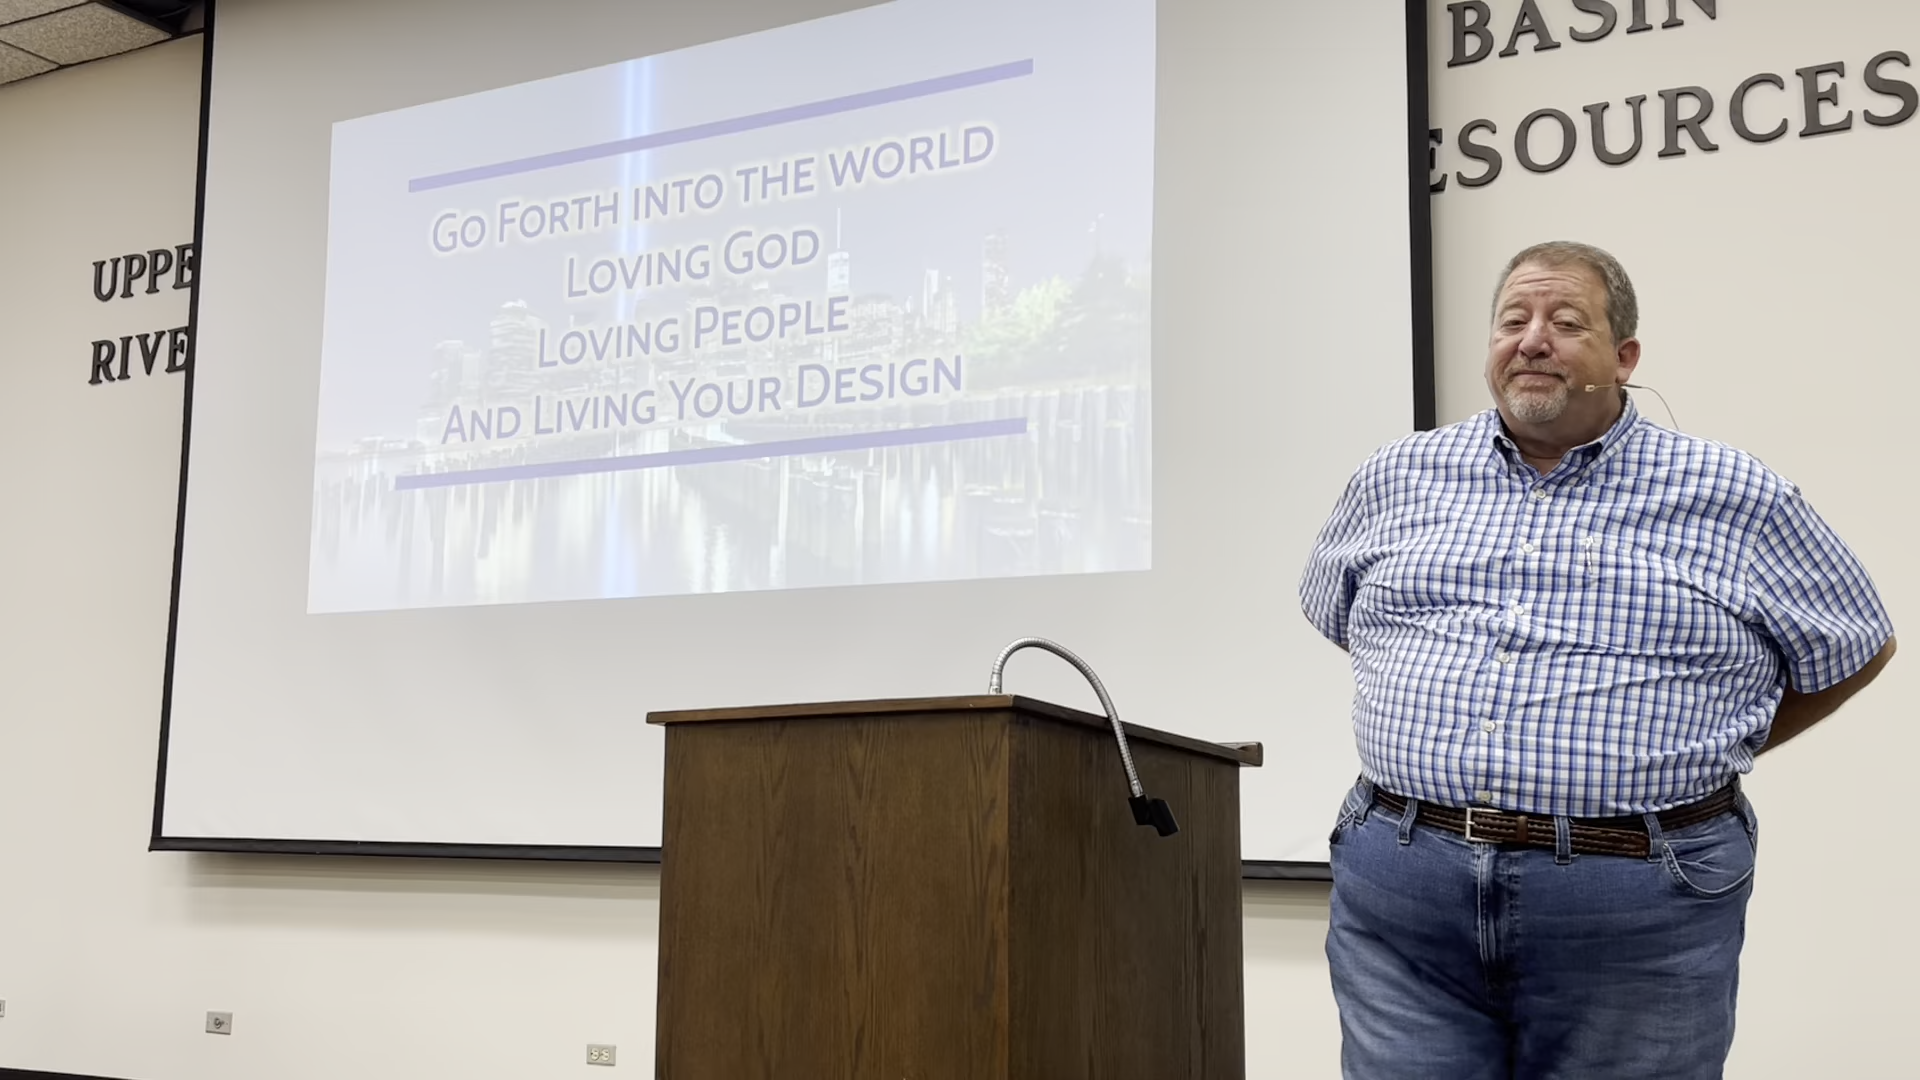 BASIN
ESOURCES
UPPE
RIVE
Go Forth into the world
Loving God
Loving People
And Living Your Design